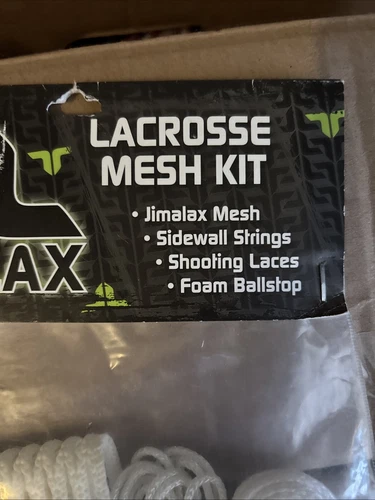 LACROSSE
MESH KIT
• Jimalax Mesh
• Sidewall Strings
• Shooting Laces
• Foam Ballstop
AX